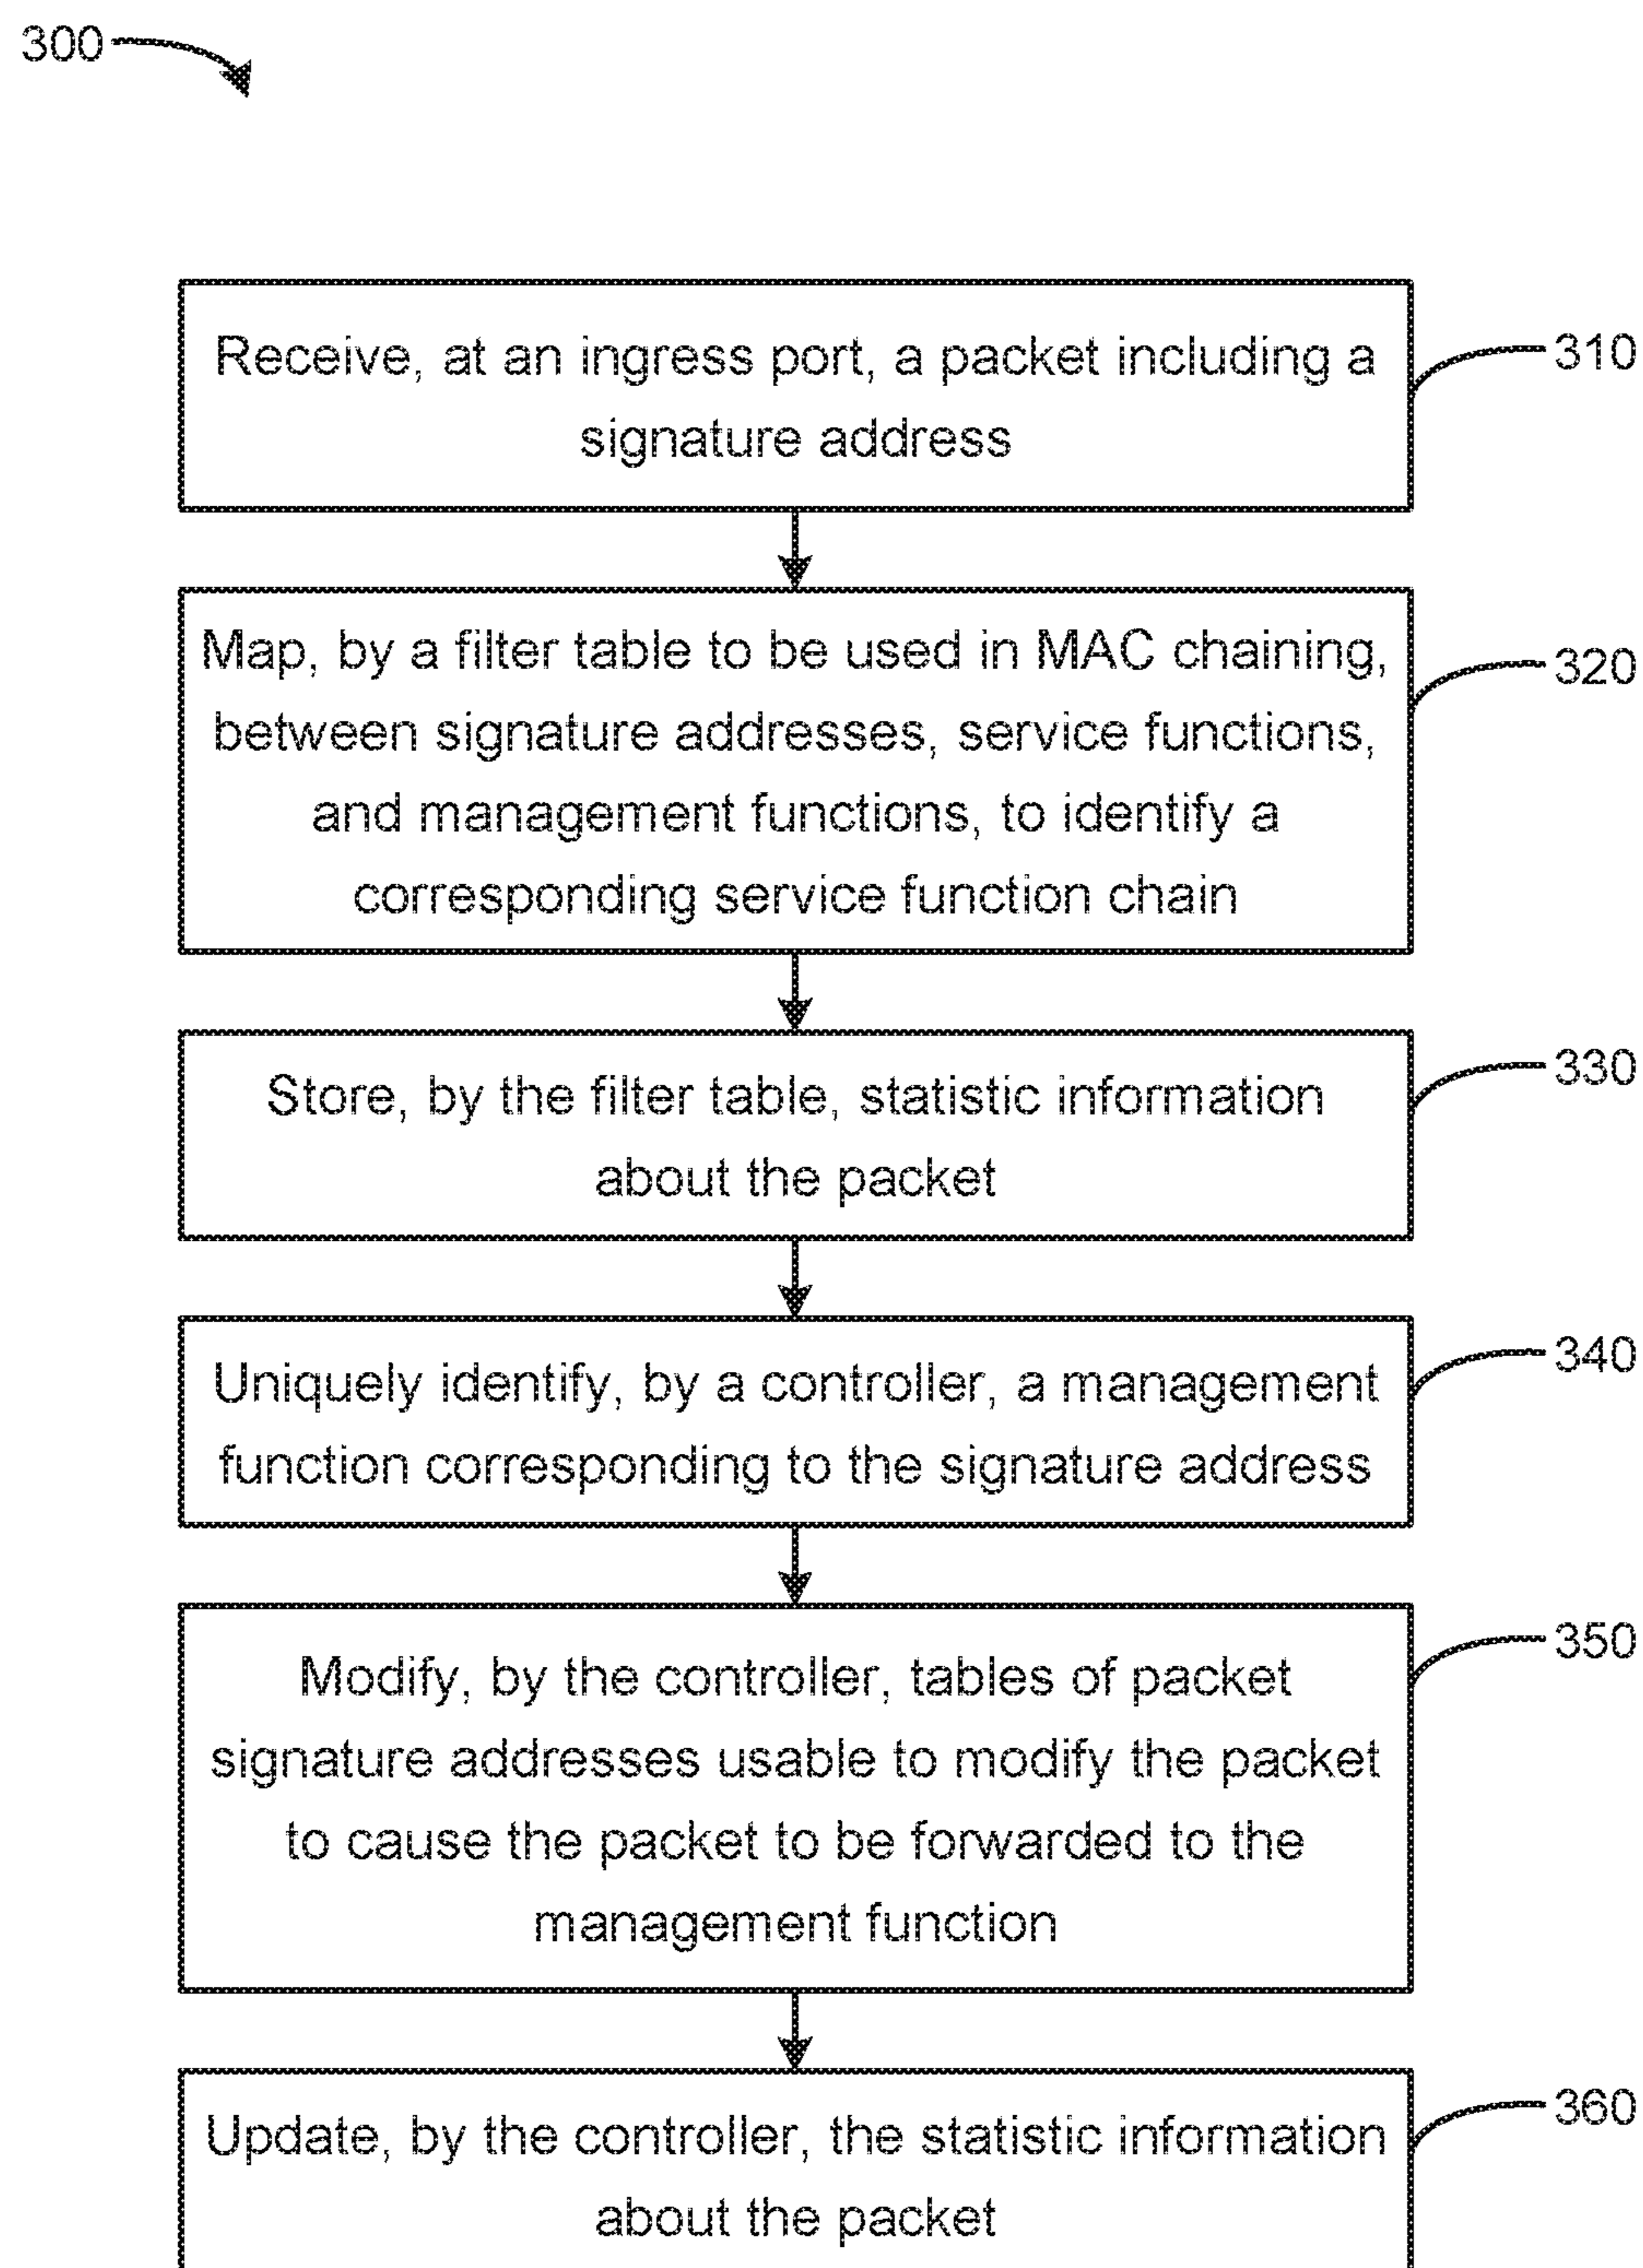 300
Receive, at an ingress port, a packet including a
signature address
310
Map, by a filter table to be used in MAC chaining,
between signature addresses, service functions,
and management functions, to identify a
corresponding service function chain
320
Store, by the filter table, statistic information
about the packet
330
Uniquely identify, by a controller, a management
function corresponding to the signature address
340
Modify, by the controller, tables of packet
signature addresses usable to modify the packet
to cause the packet to be forwarded to the
management function
350
Update, by the controller, the statistic information
about the packet
360